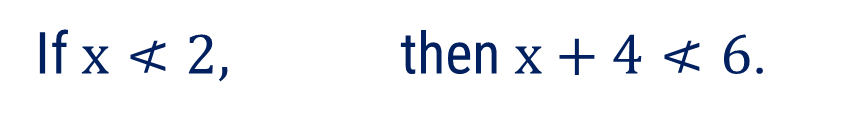 If x ≮ 2, then x + 4 ≮ 6.